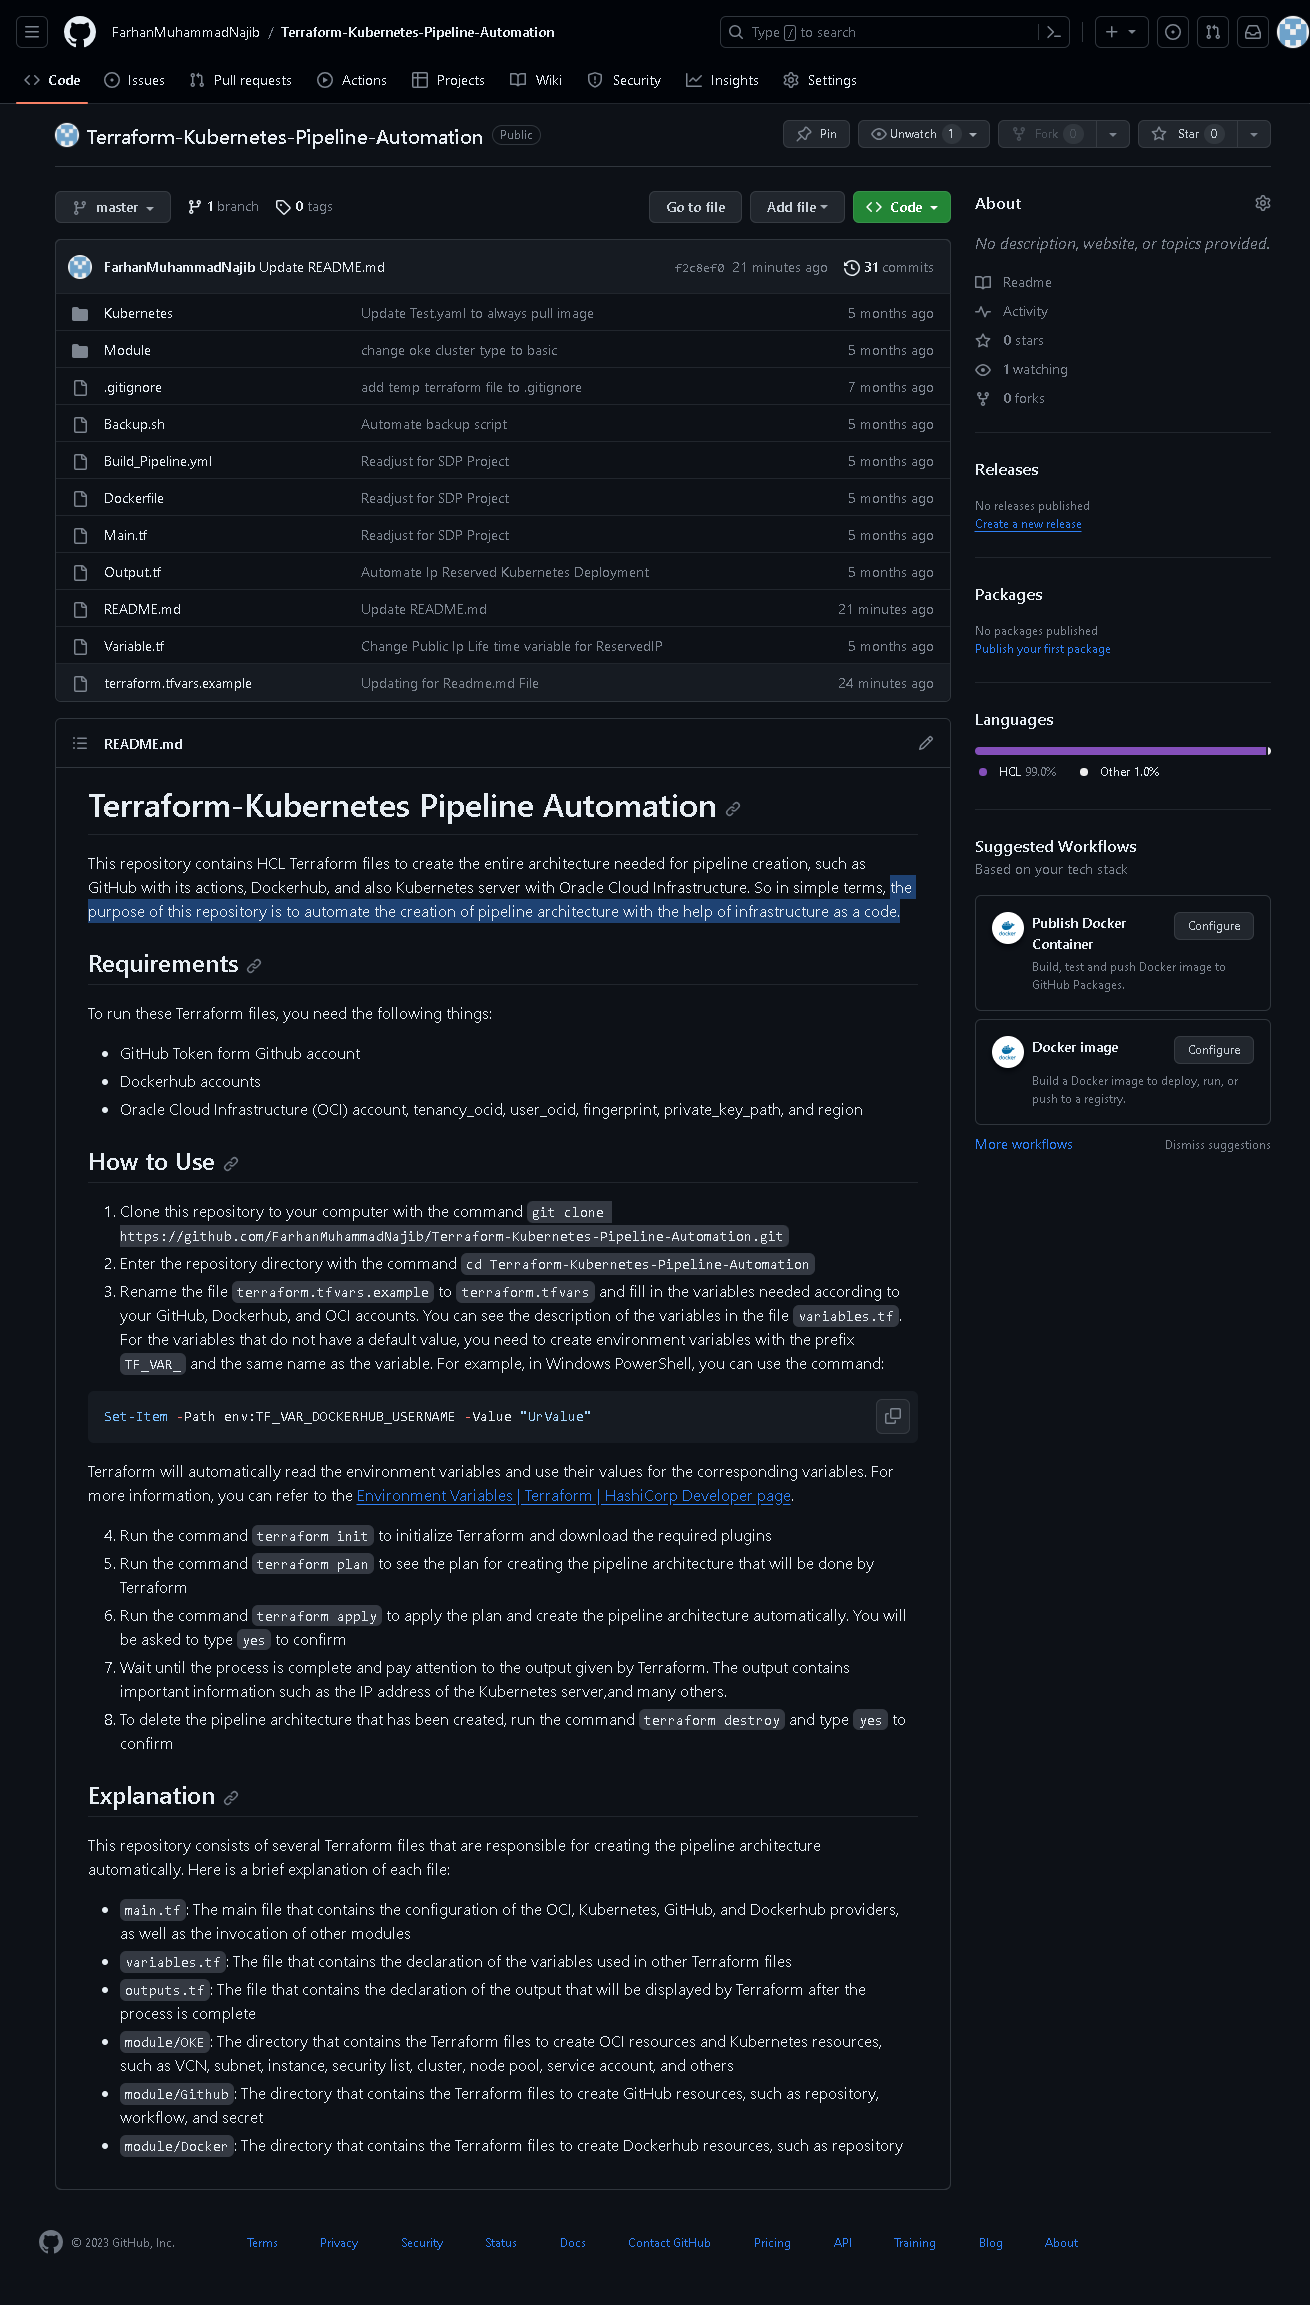 FarhanMuhammadNajib / Terraform-Kubernetes-Pipeline-Automation
Type / to search
Code Issues Pull requests Actions Projects Wiki Security Insights Settings
Terraform-Kubernetes-Pipeline-Automation Public
Pin Unwatch 1 Fork 0 Star 0
master 1 branch 0 tags
Go to file Add file Code
FarhanMuhammadNajib Update README.md f2c8ef0 21 minutes ago 31 commits
Kubernetes Update Test.yaml to always pull image 5 months ago
Module change oke cluster type to basic 5 months ago
.gitignore add temp terraform file to .gitignore 7 months ago
Backup.sh Automate backup script 5 months ago
Build_Pipeline.yml Readjust for SDP Project 5 months ago
Dockerfile Readjust for SDP Project 5 months ago
Main.tf Readjust for SDP Project 5 months ago
Output.tf Automate Ip Reserved Kubernetes Deployment 5 months ago
README.md Update README.md 21 minutes ago
Variable.tf Change Public Ip Life time variable for ReservedIP 5 months ago
terraform.tfvars.example Updating for Readme.md File 24 minutes ago
README.md
Terraform-Kubernetes Pipeline Automation
This repository contains HCL Terraform files to create the entire architecture needed for pipeline creation, such as
GitHub with its actions, Dockerhub, and also Kubernetes server with Oracle Cloud Infrastructure. So in simple terms, the
purpose of this repository is to automate the creation of pipeline architecture with the help of infrastructure as a code.
Requirements
To run these Terraform files, you need the following things:
• GitHub Token form Github account
• Dockerhub accounts
• Oracle Cloud Infrastructure (OCI) account, tenancy_ocid, user_ocid, fingerprint, private_key_path, and region
How to Use
1. Clone this repository to your computer with the command git clone
https://github.com/FarhanMuhammadNajib/Terraform-Kubernetes-Pipeline-Automation.git
2. Enter the repository directory with the command cd Terraform-Kubernetes-Pipeline-Automation
3. Rename the file terraform.tfvars.example to terraform.tfvars and fill in the variables needed according to
your GitHub, Dockerhub, and OCI accounts. You can see the description of the variables in the file variables.tf.
For the variables that do not have a default value, you need to create environment variables with the prefix
TF_VAR_ and the same name as the variable. For example, in Windows PowerShell, you can use the command:
Set-Item -Path env:TF_VAR_DOCKERHUB_USERNAME -Value "UrValue"
Terraform will automatically read the environment variables and use their values for the corresponding variables. For
more information, you can refer to the Environment Variables | Terraform | HashiCorp Developer page.
4. Run the command terraform init to initialize Terraform and download the required plugins
5. Run the command terraform plan to see the plan for creating the pipeline architecture that will be done by
Terraform
6. Run the command terraform apply to apply the plan and create the pipeline architecture automatically. You will
be asked to type yes to confirm
7. Wait until the process is complete and pay attention to the output given by Terraform. The output contains
important information such as the IP address of the Kubernetes server,and many others.
8. To delete the pipeline architecture that has been created, run the command terraform destroy and type yes to
confirm
Explanation
This repository consists of several Terraform files that are responsible for creating the pipeline architecture
automatically. Here is a brief explanation of each file:
• main.tf: The main file that contains the configuration of the OCI, Kubernetes, GitHub, and Dockerhub providers,
as well as the invocation of other modules
• variables.tf: The file that contains the declaration of the variables used in other Terraform files
• outputs.tf: The file that contains the declaration of the output that will be displayed by Terraform after the
process is complete
• module/OKE: The directory that contains the Terraform files to create OCI resources and Kubernetes resources,
such as VCN, subnet, instance, security list, cluster, node pool, service account, and others
• module/Github: The directory that contains the Terraform files to create GitHub resources, such as repository,
workflow, and secret
• module/Docker: The directory that contains the Terraform files to create Dockerhub resources, such as repository
About
No description, website, or topics provided.
Readme
Activity
0 stars
1 watching
0 forks
Releases
No releases published
Create a new release
Packages
No packages published
Publish your first package
Languages
HCL 99.0% Other 1.0%
Suggested Workflows
Based on your tech stack
docker
Publish Docker
Container
Configure
Build, test and push Docker image to
GitHub Packages.
docker
Docker image
Configure
Build a Docker image to deploy, run, or
push to a registry.
More workflows Dismiss suggestions
© 2023 GitHub, Inc. Terms Privacy Security Status Docs Contact GitHub Pricing API Training Blog About